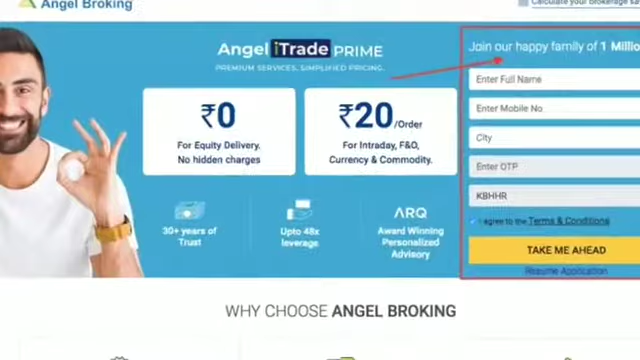 Angel Broking
Calculate your brokerage
Angel iTrade PRIME
PREMIUM SERVICES, SIMPLIFIED PRICING.
Join our happy family of 1 Millio
Enter Full Name
Enter Mobile No
City
Enter OTP
KBHHR
I agree to the Terms & Conditions
TAKE ME AHEAD
Resume Application
₹0
For Equity Delivery.
No hidden charges
₹20/Order
For Intraday, F&O,
Currency & Commodity.
30+ years of
Trust
Upto 48x
leverage
ARQ
Award Winning
Personalized
Advisory
WHY CHOOSE ANGEL BROKING